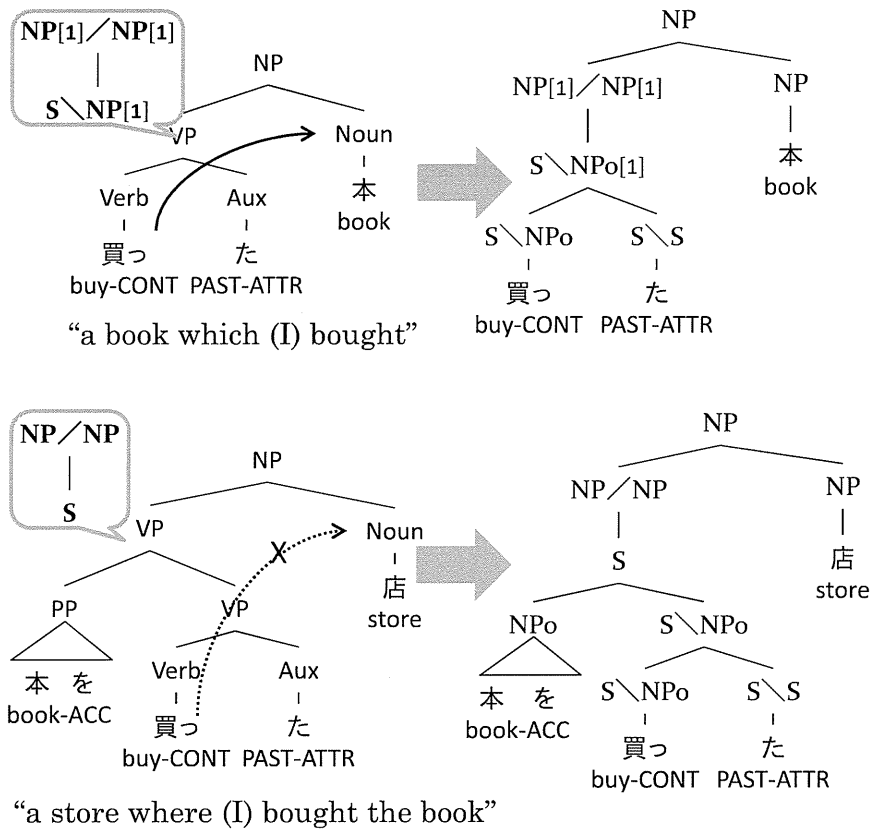 NP[1]/NP[1]
S\NP[1]
NP
VP
Noun
Verb
Aux
本
book
買っ
た
buy-CONT PAST-ATTR
"a book which (I) bought"
NP
NP[1]/NP[1]
NP
本
book
S\NPo[1]
S\NPo
S\S
買っ
た
buy-CONT PAST-ATTR
NP/NP
S
NP
VP
Noun
X
店
store
PP
VP
Verb
Aux
本 を
book-ACC
買っ
た
buy-CONT PAST-ATTR
"a store where (I) bought the book"
NP
NP/NP
NP
S
店
store
NPo
S\NPo
本 を
book-ACC
S\NPo
S\S
買っ
た
buy-CONT PAST-ATTR